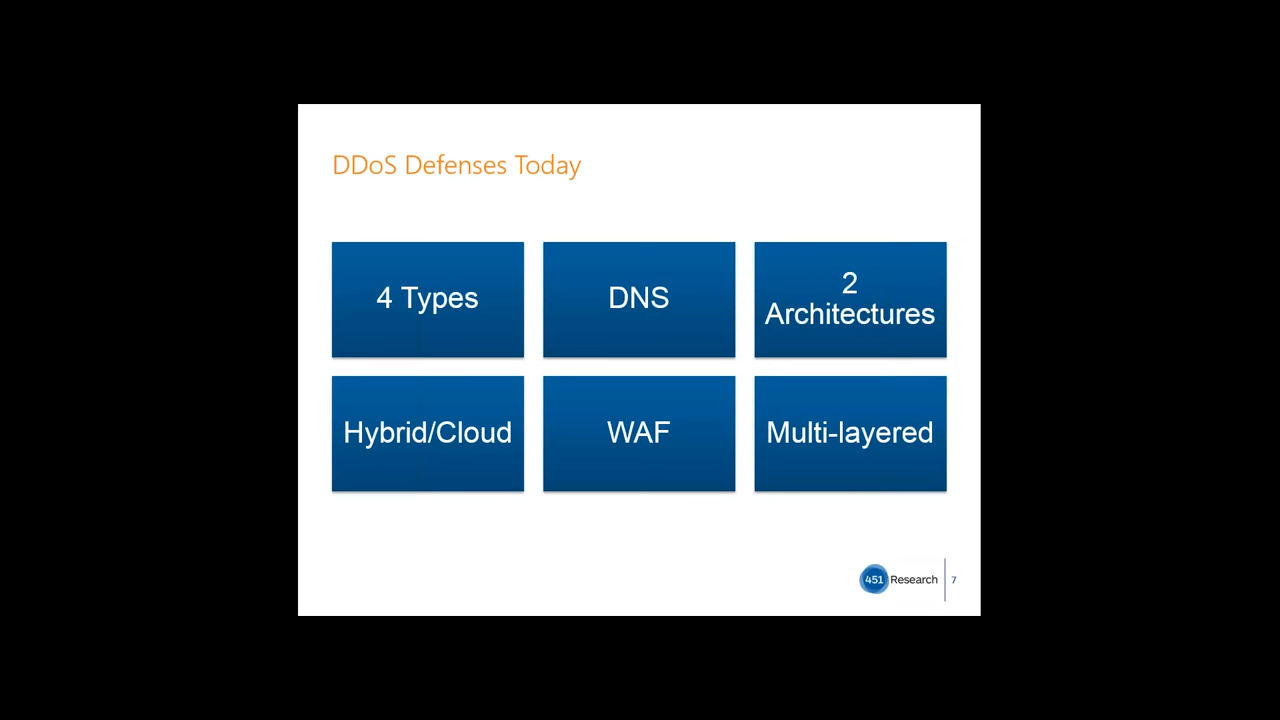 DDoS Defenses Today
4 Types
DNS
2
Architectures
Hybrid/Cloud
WAF
Multi-layered
451 Research
7